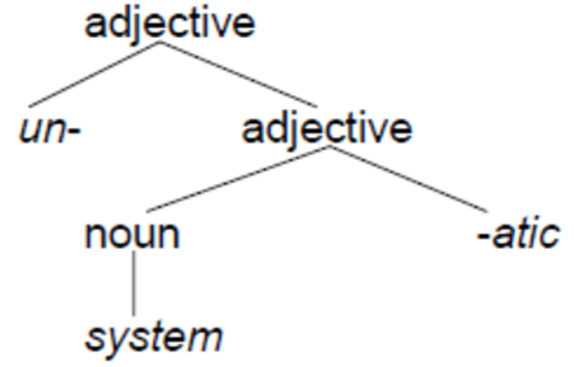 adjective
un- adjective
noun -atic
system